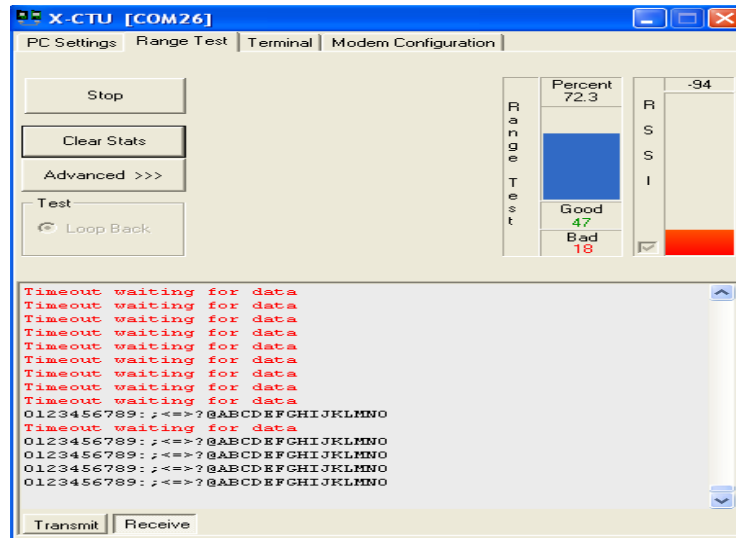 X-CTU [COM26]
PC Settings Range Test Terminal Modem Configuration
Stop
Clear Stats
Advanced >>>
Test
Loop Back
Range Test
Percent
72.3
Good
47
Bad
18
RSSI
-94
Timeout waiting for data
Timeout waiting for data
Timeout waiting for data
Timeout waiting for data
Timeout waiting for data
Timeout waiting for data
Timeout waiting for data
Timeout waiting for data
Timeout waiting for data
0123456789:;<=>?@ABCDEFGHIJKLMNO
Timeout waiting for data
0123456789:;<=>?@ABCDEFGHIJKLMNO
0123456789:;<=>?@ABCDEFGHIJKLMNO
0123456789:;<=>?@ABCDEFGHIJKLMNO
0123456789:;<=>?@ABCDEFGHIJKLMNO
Transmit Receive